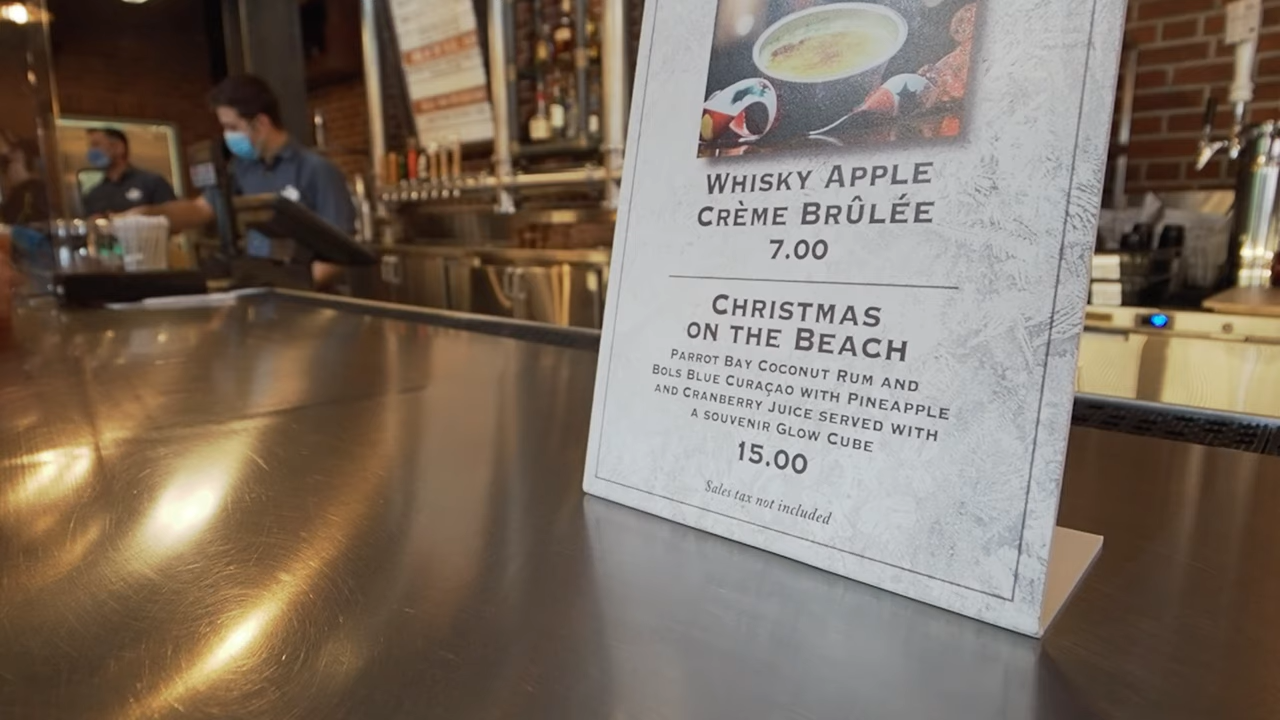 Whisky Apple
Crème Brûlée
7.00
Christmas
on the Beach
Parrot Bay Coconut Rum and
Bols Blue Curaçao with Pineapple
and Cranberry Juice served with
a souvenir Glow Cube
15.00
Sales tax not included